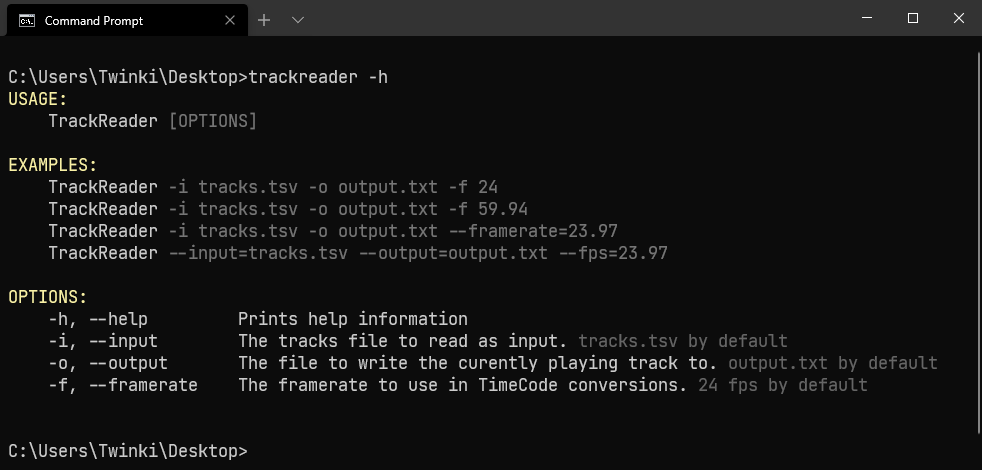 Command Prompt
C:\Users\Twinki\Desktop>trackreader -h
USAGE:
    TrackReader [OPTIONS]

EXAMPLES:
    TrackReader -i tracks.tsv -o output.txt -f 24
    TrackReader -i tracks.tsv -o output.txt -f 59.94
    TrackReader -i tracks.tsv -o output.txt --framerate=23.97
    TrackReader --input=tracks.tsv --output=output.txt --fps=23.97

OPTIONS:
    -h, --help         Prints help information
    -i, --input        The tracks file to read as input. tracks.tsv by default
    -o, --output       The file to write the curently playing track to. output.txt by default
    -f, --framerate    The framerate to use in TimeCode conversions. 24 fps by default

C:\Users\Twinki\Desktop>